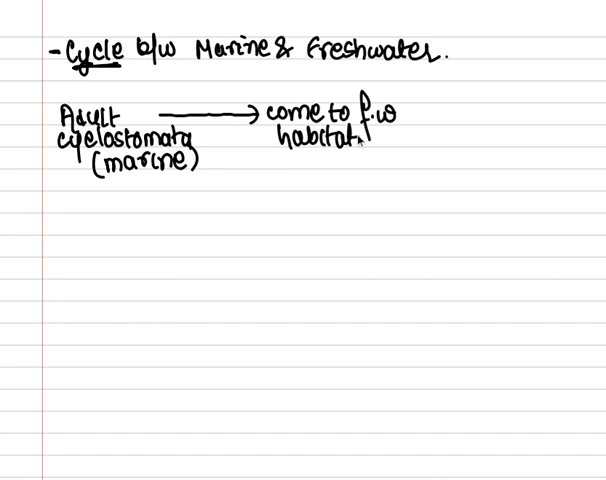 - Cycle b/w Marine & Freshwater.
Adult ⟶ come to f.w
cyclostomata habitat
(marine)